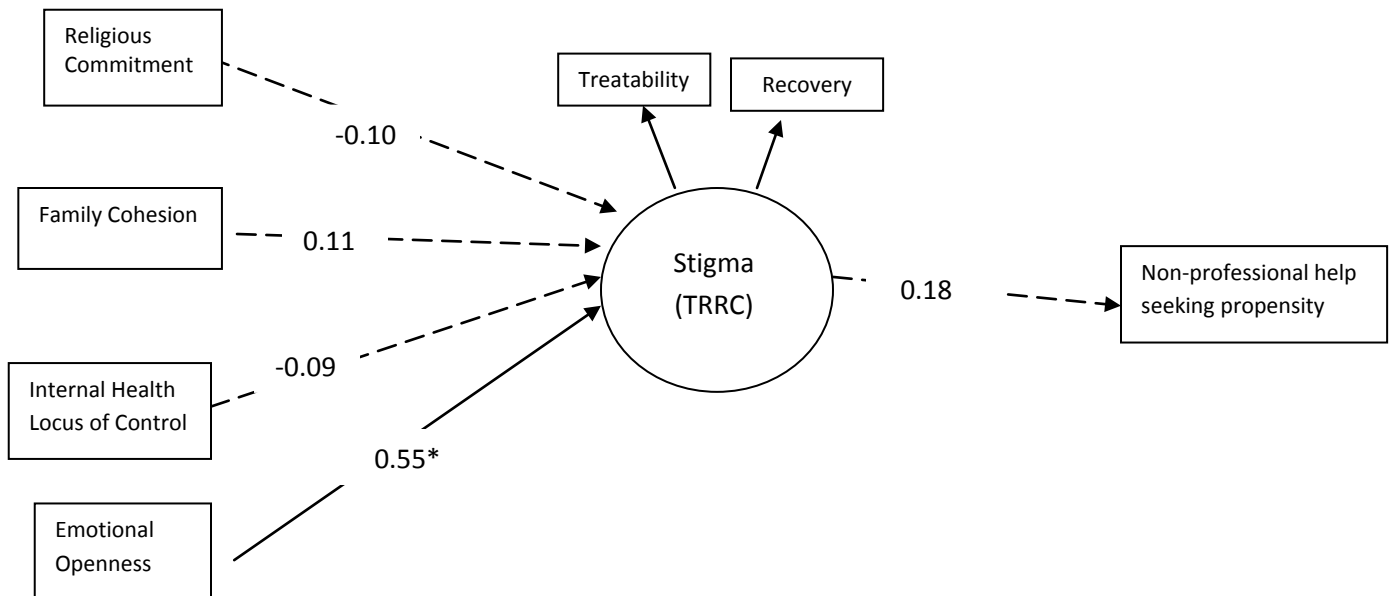 Religious
Commitment
Treatability
Recovery
-0.10
Family Cohesion
0.11
Stigma
(TRRC)
Non-professional help
seeking propensity
0.18
-0.09
Internal Health
Locus of Control
0.55*
Emotional
Openness